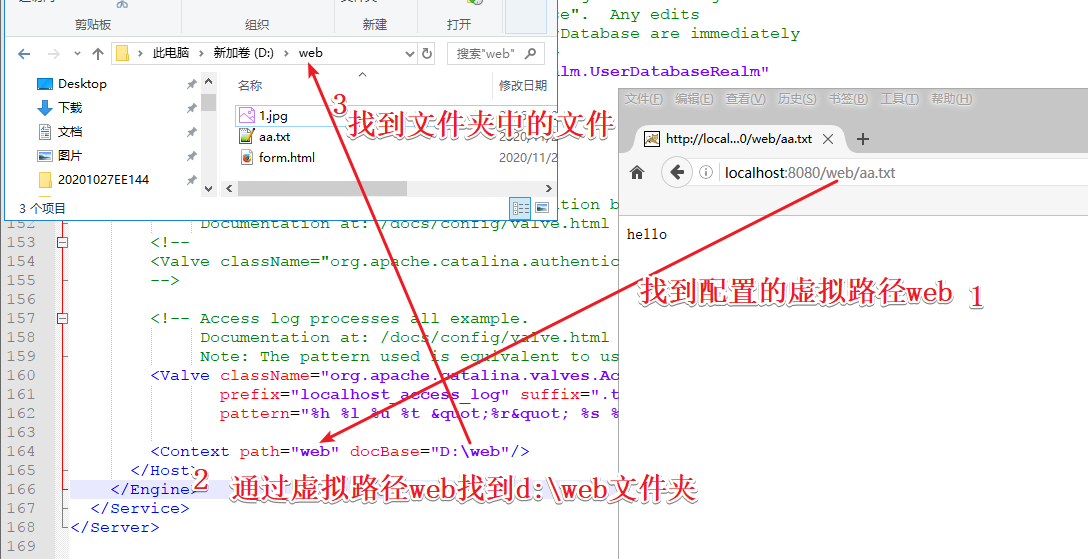 剪贴板 组织 新建 打开
此电脑 新加卷 (D:) web
搜索"web"
Desktop
下载
文档
图片
20201027EE144
名称 修改日期
1.jpg
aa.txt
form.html
2020/11/2
3 个项目
3
找到文件夹中的文件
se". Any edits
rDatabase are immediately
lm.UserDatabaseRealm"
文件(F) 编辑(E) 查看(V) 历史(S) 书签(B) 工具(T) 帮助(H)
http://local...0/web/aa.txt
localhost:8080/web/aa.txt
hello
找到配置的虚拟路径web 1
152 Documentation at: /docs/config/valve.html
153 <!--
154 <Valve className="org.apache.catalina.authentic
155 -->
156
157 <!-- Access log processes all example.
158 Documentation at: /docs/config/valve.html
159 Note: The pattern used is equivalent to us
160 <Valve className="org.apache.catalina.valves.Ac
161 prefix="localhost_access_log" suffix=".t
162 pattern="%h %l %u %t &quot;%r&quot; %s %
163
164 <Context path="web" docBase="D:\web"/>
165 </Host>
166 </Engine>
167 </Service>
168 </Server>
169
2 通过虚拟路径web找到d:\web文件夹